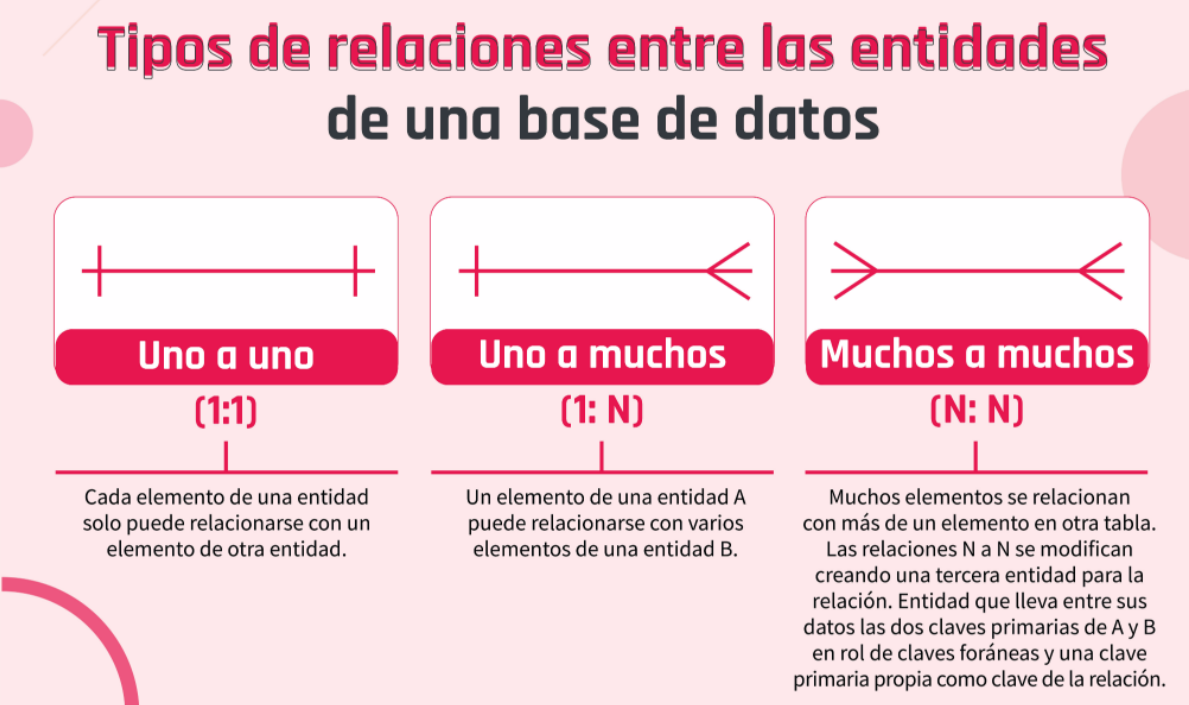 Tipos de relaciones entre las entidades
de una base de datos
Uno a uno
(1:1)
Cada elemento de una entidad
solo puede relacionarse con un
elemento de otra entidad.
Uno a muchos
(1: N)
Un elemento de una entidad A
puede relacionarse con varios
elementos de una entidad B.
Muchos a muchos
(N: N)
Muchos elementos se relacionan
con más de un elemento en otra tabla.
Las relaciones N a N se modifican
creando una tercera entidad para la
relación. Entidad que lleva entre sus
datos las dos claves primarias de A y B
en rol de claves foráneas y una clave
primaria propia como clave de la relación.